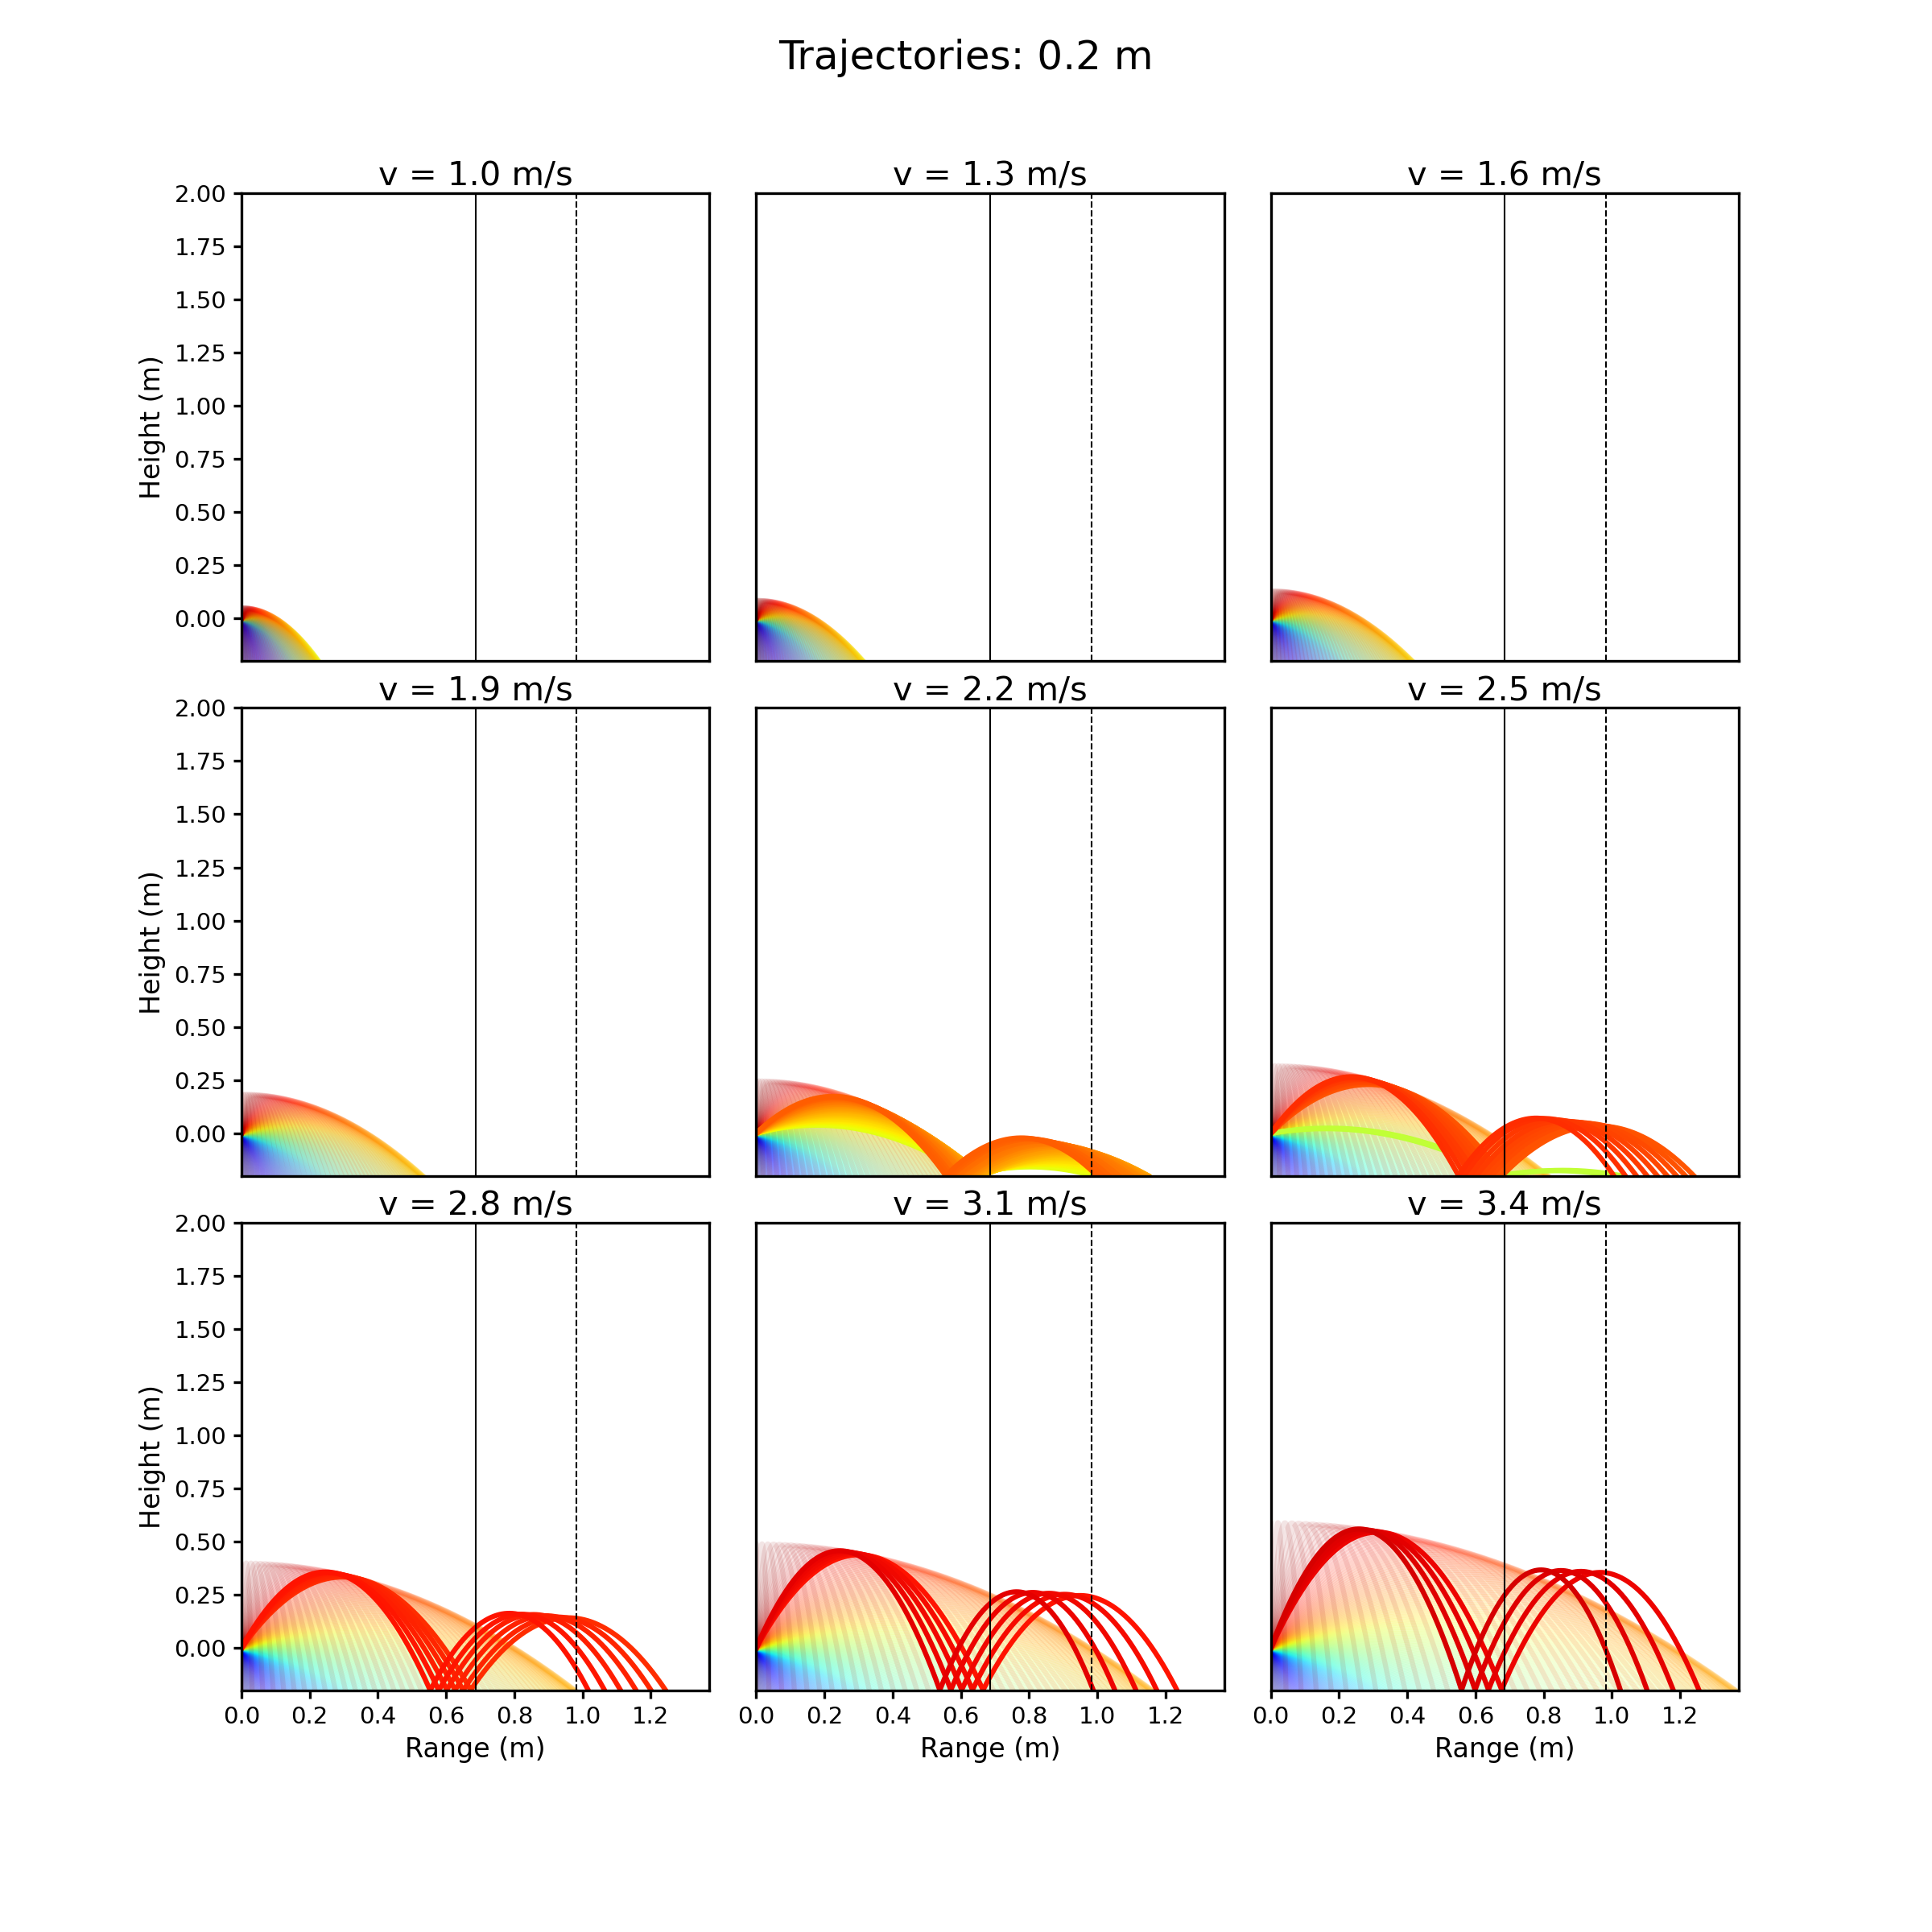 Trajectories: 0.2 m
v = 1.0 m/s
v = 1.3 m/s
v = 1.6 m/s
2.00
1.75
1.50
1.25
1.00
0.75
0.50
0.25
0.00
Height (m)
v = 1.9 m/s
v = 2.2 m/s
v = 2.5 m/s
2.00
1.75
1.50
1.25
1.00
0.75
0.50
0.25
0.00
Height (m)
v = 2.8 m/s
v = 3.1 m/s
v = 3.4 m/s
2.00
1.75
1.50
1.25
1.00
0.75
0.50
0.25
0.00
Height (m)
0.0 0.2 0.4 0.6 0.8 1.0 1.2
0.0 0.2 0.4 0.6 0.8 1.0 1.2
0.0 0.2 0.4 0.6 0.8 1.0 1.2
Range (m)
Range (m)
Range (m)